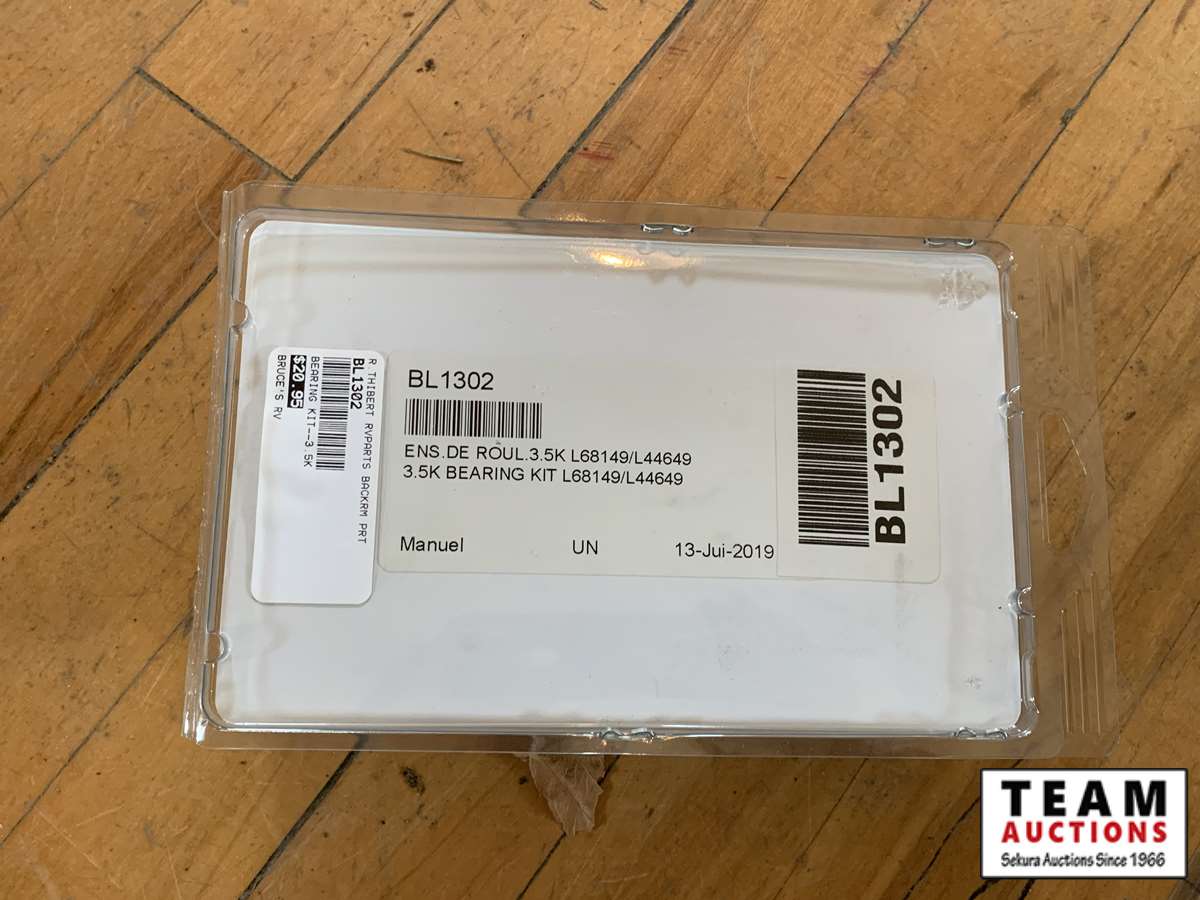 R.THIBERT RVPARTS BACKRM PRT
BL1302
BEARING KIT--3.5K
$20.95
BRUCE'S RV
BL1302
ENS.DE ROUL.3.5K L68149/L44649
3.5K BEARING KIT L68149/L44649
Manuel UN 13-Jui-2019
BL1302
TEAM
AUCTIONS
Sekura Auctions Since 1966